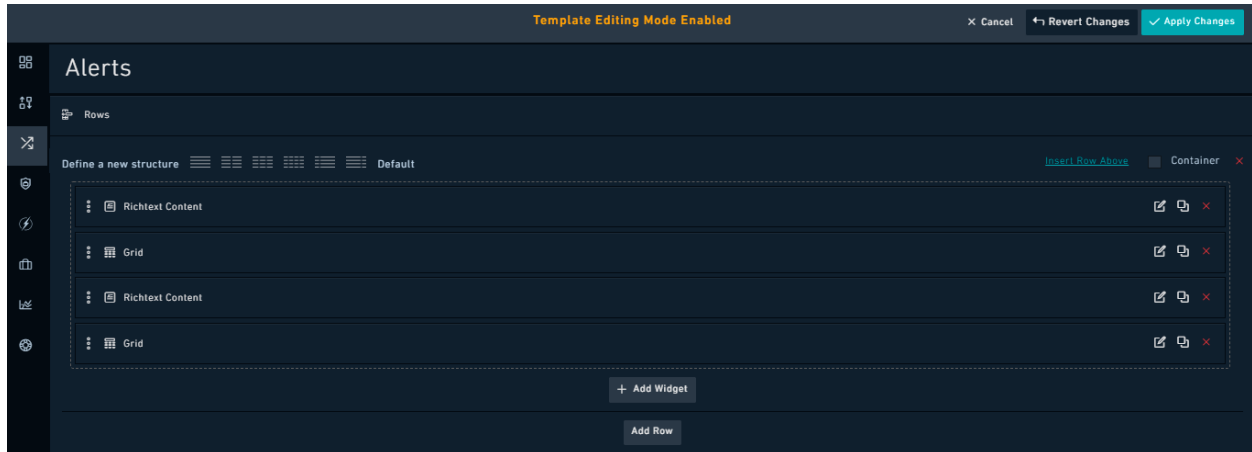 Template Editing Mode Enabled
Cancel
Revert Changes
Apply Changes
Alerts
Rows
Define a new structure
Default
Insert Row Above
Container
Richtext Content
Grid
Richtext Content
Grid
+ Add Widget
Add Row